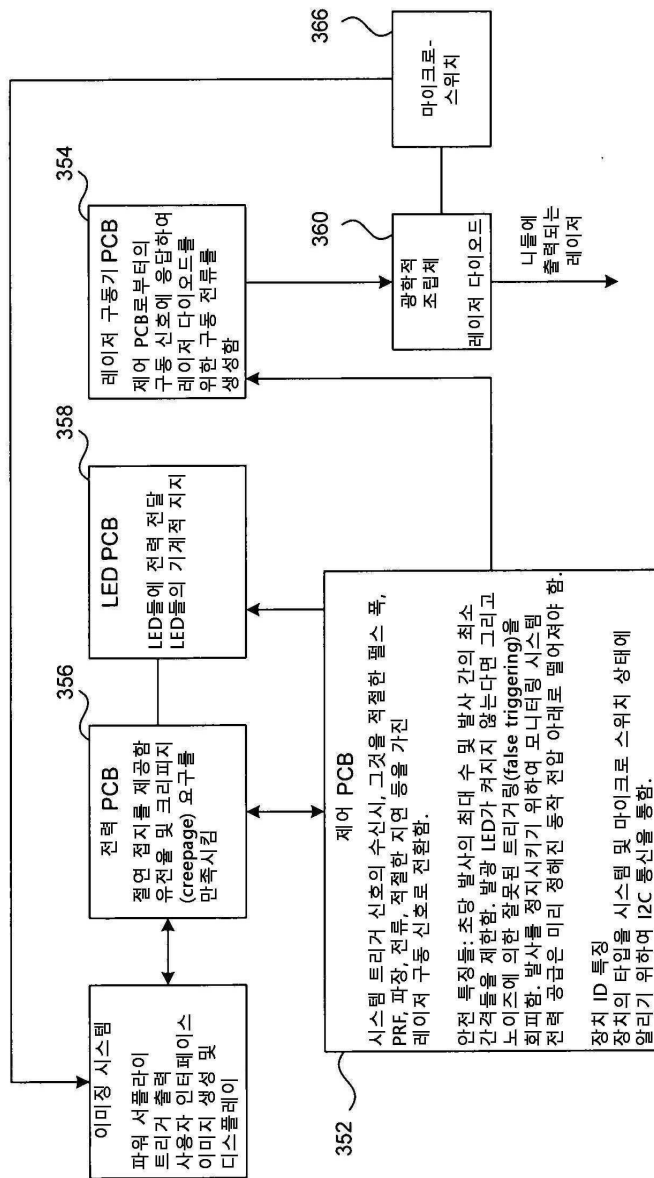 이미징 시스템
파워 서플라이
트리거 출력
사용자 인터페이스
이미지 생성 및
디스플레이
356
전력 PCB
절연 접지를 제공함
유전율 및 크리피지
(creepage) 요구를
만족시킴
358
LED PCB
LED들에 전력 전달
LED들의 기계적 지지
354
레이저 구동기 PCB
제어 PCB로부터의
구동 신호에 응답하여
레이저 다이오드를
위한 구동 전류를
생성함
366
마이크로-
스위치
360
광학적
조립체
레이저 다이오드
니들에
출력되는
레이저
352
제어 PCB
시스템 트리거 신호의 수신시, 그것을 적절한 펄스 폭,
PRF, 파장, 전류, 적절한 지연 등을 가진
레이저 구동 신호로 전환함.
안전 특징들: 초당 발사의 최대 수 및 발사 간의 최소
간격들을 제한함. 발광 LED가 켜지지 않는다면 그리고
노이즈에 의한 잘못된 트리거링(false triggering)을
회피함. 발사를 정지시키기 위하여 모니터링 시스템
전력 공급은 미리 정해진 동작 전압 아래로 떨어져야 함.
장치 ID 특징
장치의 타입을 시스템 및 마이크로 스위치 상태에
알리기 위하여 I2C 통신을 통함.